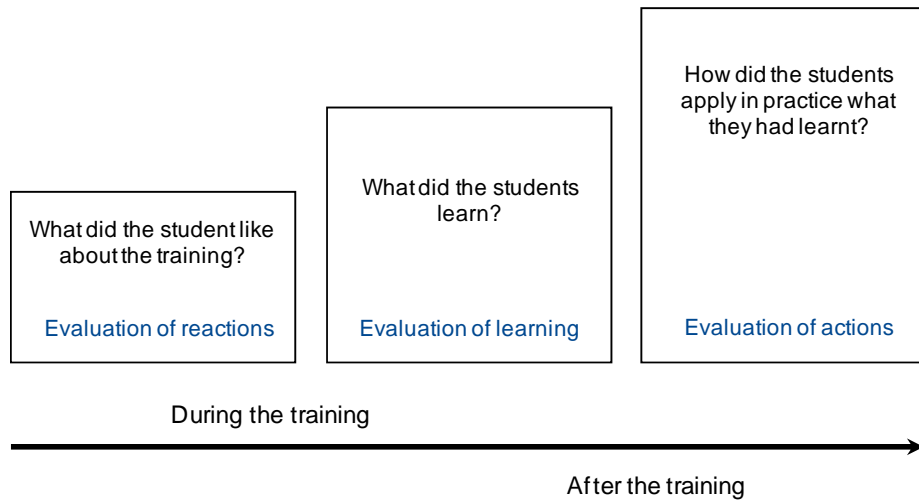 What did the student like
about the training?
Evaluation of reactions
What did the students
learn?
Evaluation of learning
How did the students
apply in practice what
they had learnt?
Evaluation of actions
During the training
After the training